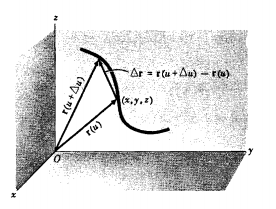 z
Δr = r(u + Δu) − r(u)
(x, y, z)
r(u + Δu)
r(u)
O
y
x